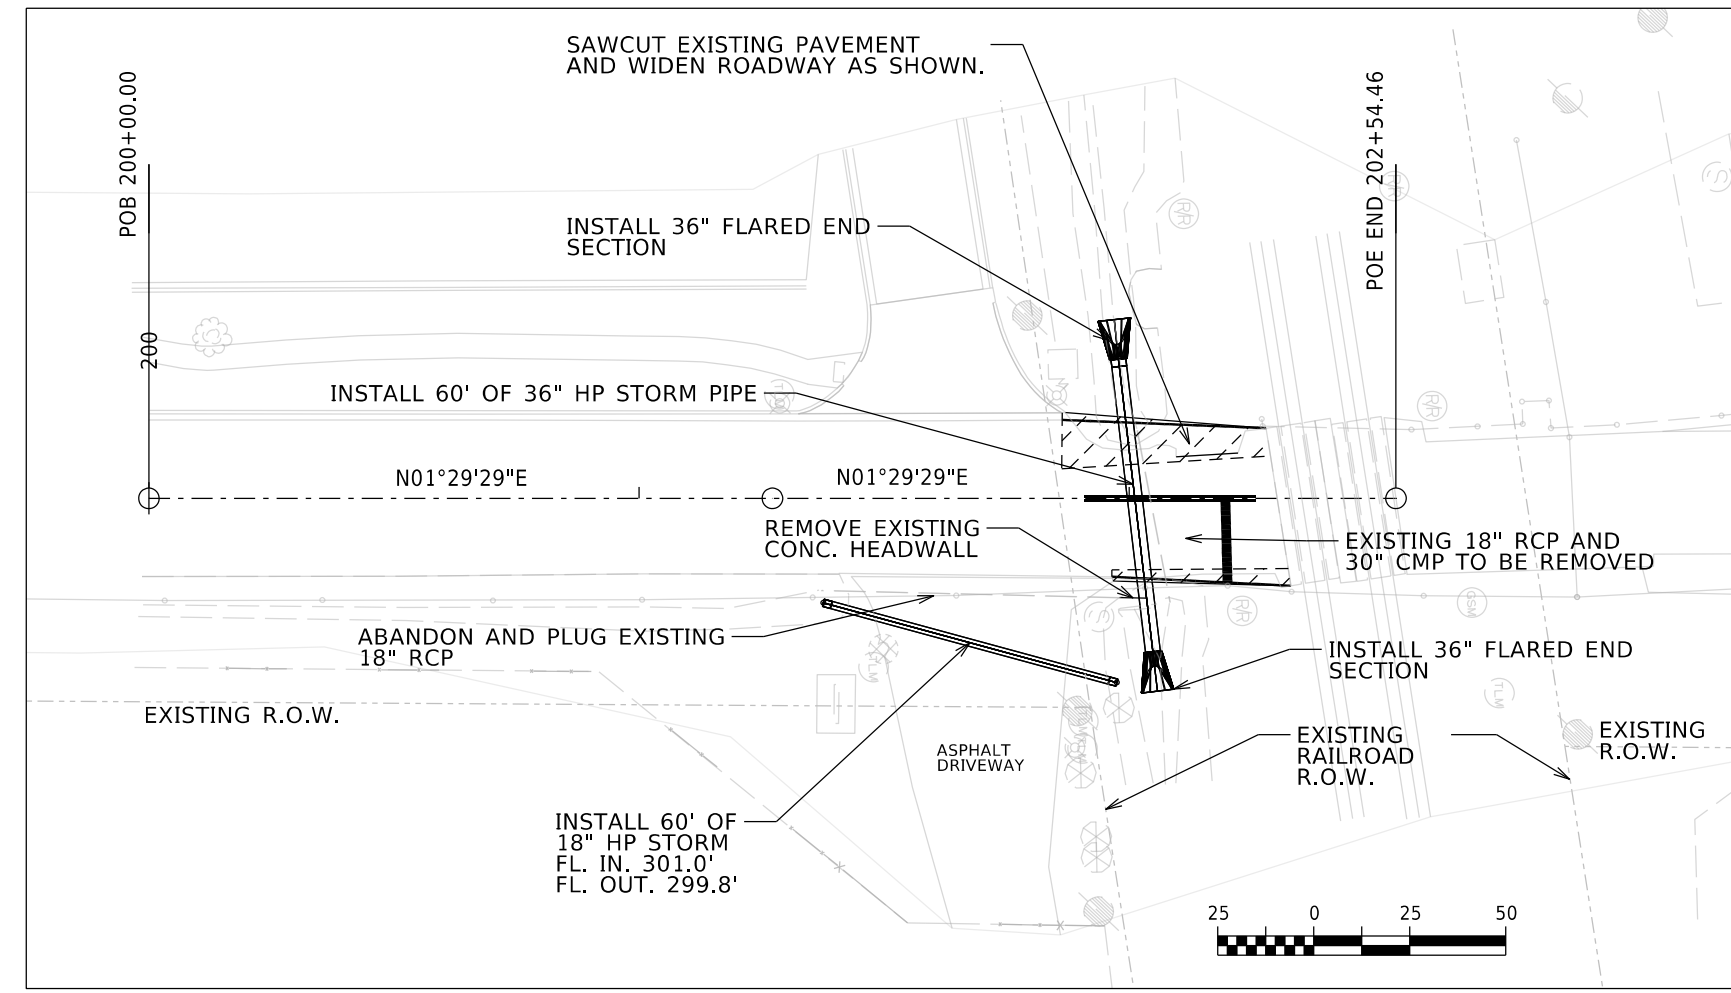 SAWCUT EXISTING PAVEMENT
AND WIDEN ROADWAY AS SHOWN.
POB 200+00.00
POE END 202+54.46
R/R
R/R
INSTALL 36" FLARED END
SECTION
200
INSTALL 60' OF 36" HP STORM PIPE
R/R
N01°29'29"E
N01°29'29"E
REMOVE EXISTING
CONC. HEADWALL
EXISTING 18" RCP AND
30" CMP TO BE REMOVED
GSM
R/R
S
S
ABANDON AND PLUG EXISTING
18" RCP
TLM
INSTALL 36" FLARED END
SECTION
TLM
EXISTING R.O.W.
EXISTING
RAILROAD
R.O.W.
EXISTING
R.O.W.
ASPHALT
DRIVEWAY
INSTALL 60' OF
18" HP STORM
FL. IN. 301.0'
FL. OUT. 299.8'
25 0 25 50